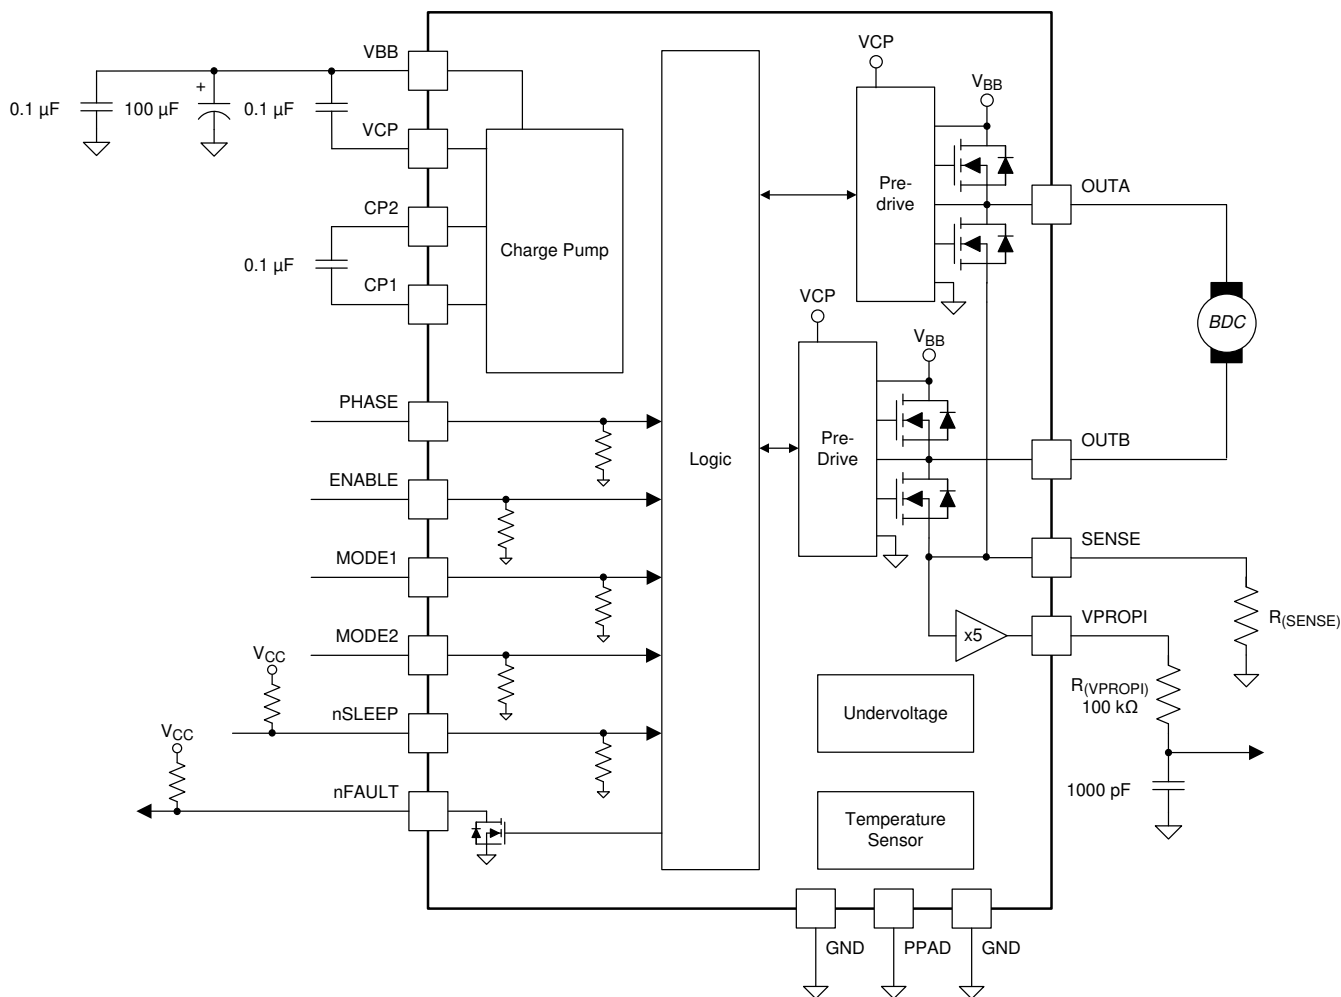 VBB
0.1 µF
100 µF
+
0.1 µF
VCP
CP2
0.1 µF
CP1
Charge Pump
PHASE
ENABLE
MODE1
MODE2
VCC
nSLEEP
VCC
nFAULT
Logic
VCP
VBB
Pre-
drive
OUTA
BDC
VCP
VBB
Pre-
Drive
OUTB
SENSE
R(SENSE)
x5
VPROPI
R(VPROPI)
100 kΩ
1000 pF
Undervoltage
Temperature
Sensor
GND
PPAD
GND